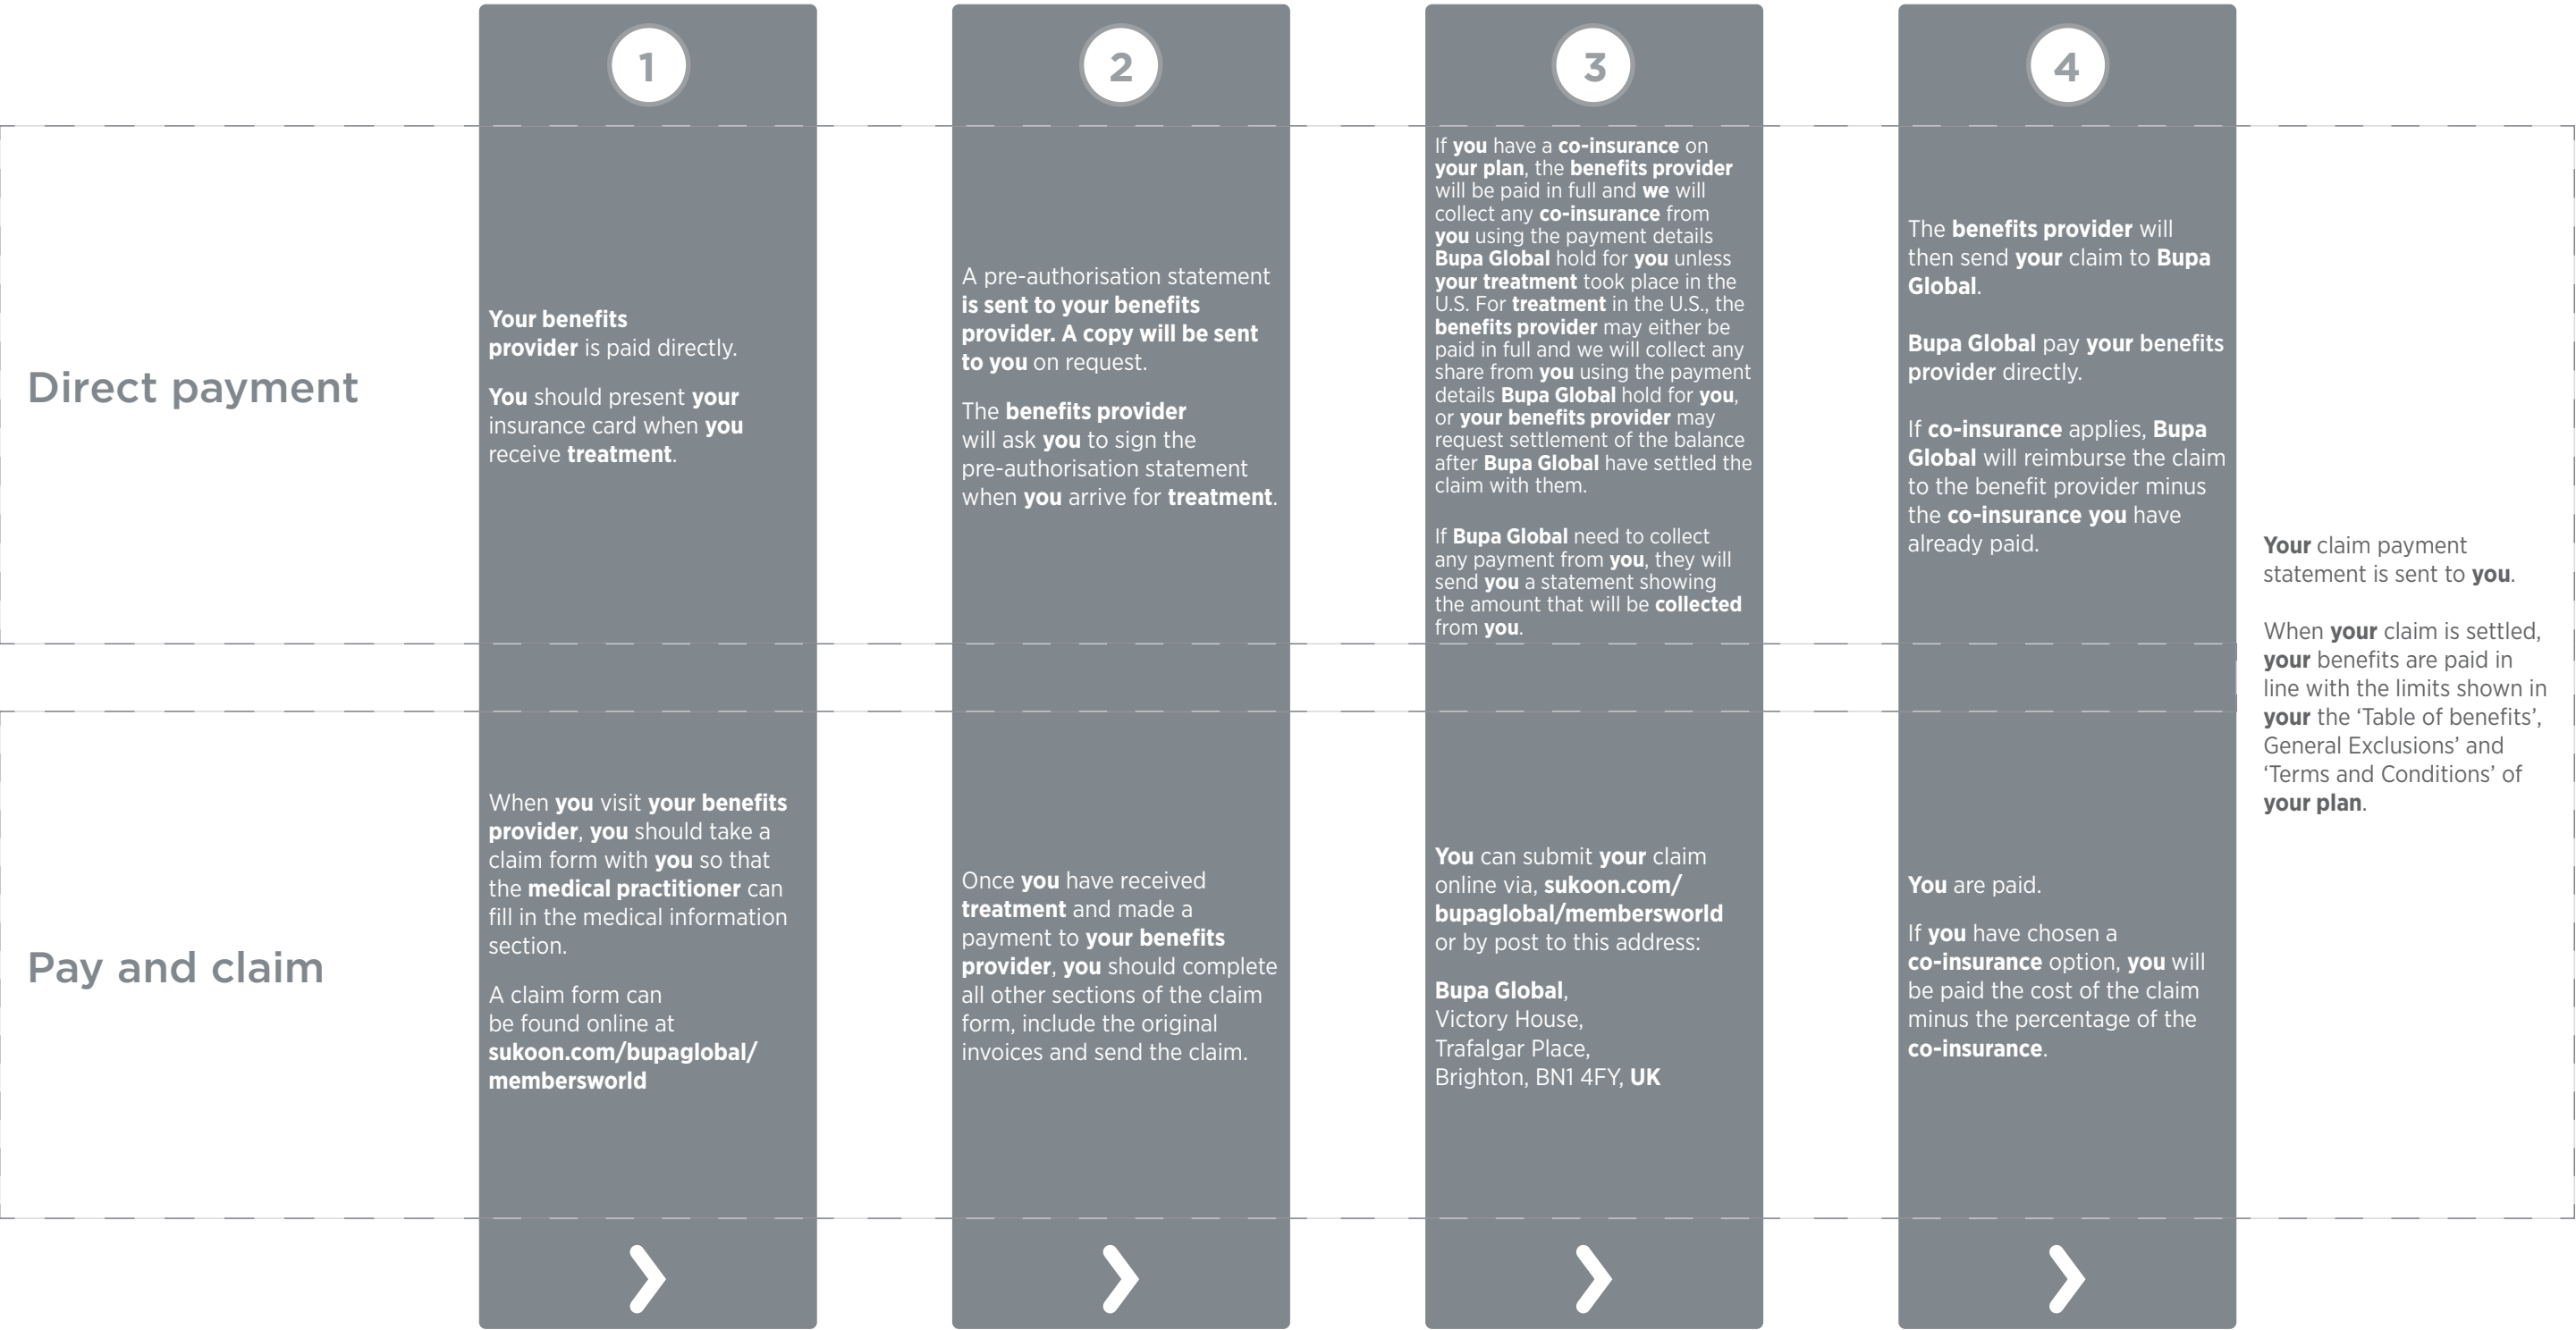 1
2
3
4
Direct payment
Your benefits
provider is paid directly.
You should present your
insurance card when you
receive treatment.
A pre-authorisation statement
is sent to your benefits
provider. A copy will be sent
to you on request.
The benefits provider
will ask you to sign the
pre-authorisation statement
when you arrive for treatment.
If you have a co-insurance on
your plan, the benefits provider
will be paid in full and we will
collect any co-insurance from
you using the payment details
Bupa Global hold for you unless
your treatment took place in the
U.S. For treatment in the U.S., the
benefits provider may either be
paid in full and we will collect any
share from you using the payment
details Bupa Global hold for you,
or your benefits provider may
request settlement of the balance
after Bupa Global have settled the
claim with them.
If Bupa Global need to collect
any payment from you, they will
send you a statement showing
the amount that will be collected
from you.
The benefits provider will
then send your claim to Bupa
Global.
Bupa Global pay your benefits
provider directly.
If co-insurance applies, Bupa
Global will reimburse the claim
to the benefit provider minus
the co-insurance you have
already paid.
Pay and claim
When you visit your benefits
provider, you should take a
claim form with you so that
the medical practitioner can
fill in the medical information
section.
A claim form can
be found online at
sukoon.com/bupaglobal/
membersworld
Once you have received
treatment and made a
payment to your benefits
provider, you should complete
all other sections of the claim
form, include the original
invoices and send the claim.
You can submit your claim
online via, sukoon.com/
bupaglobal/membersworld
or by post to this address:
Bupa Global,
Victory House,
Trafalgar Place,
Brighton, BN1 4FY, UK
You are paid.
If you have chosen a
co-insurance option, you will
be paid the cost of the claim
minus the percentage of the
co-insurance.
Your claim payment
statement is sent to you.
When your claim is settled,
your benefits are paid in
line with the limits shown in
your the ‘Table of benefits’,
General Exclusions’ and
‘Terms and Conditions’ of
your plan.